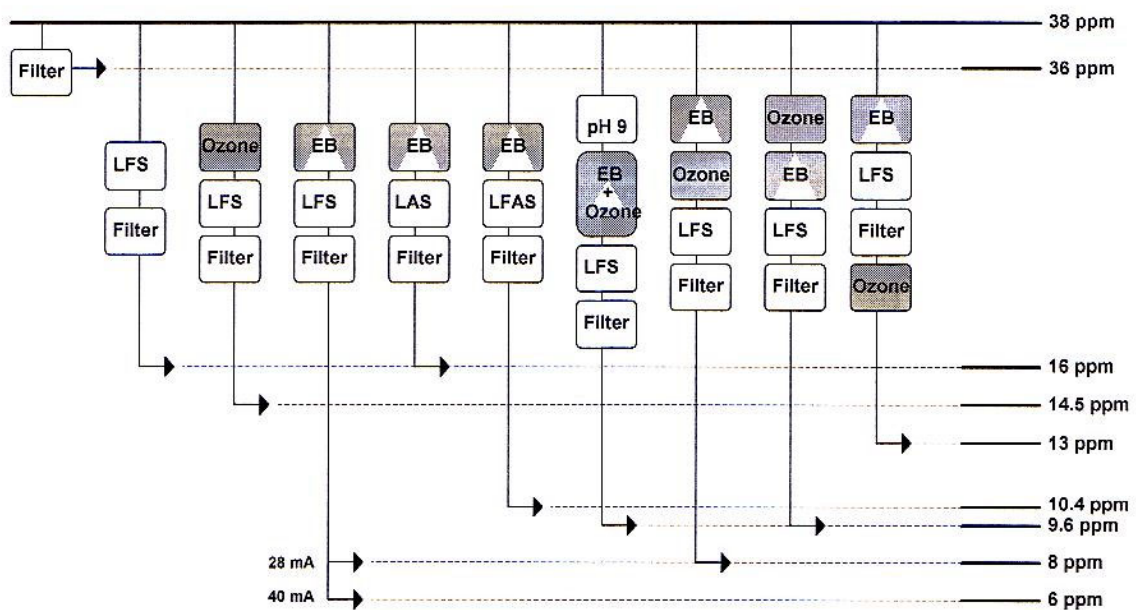 38 ppm
Filter
36 ppm
LFS
Filter
Ozone
LFS
Filter
EB
LFS
Filter
EB
LAS
Filter
EB
LFAS
Filter
pH 9
EB
+
Ozone
LFS
Filter
EB
Ozone
LFS
Filter
Ozone
EB
LFS
Filter
EB
LFS
Filter
Ozone
16 ppm
14.5 ppm
13 ppm
10.4 ppm
9.6 ppm
28 mA
8 ppm
40 mA
6 ppm